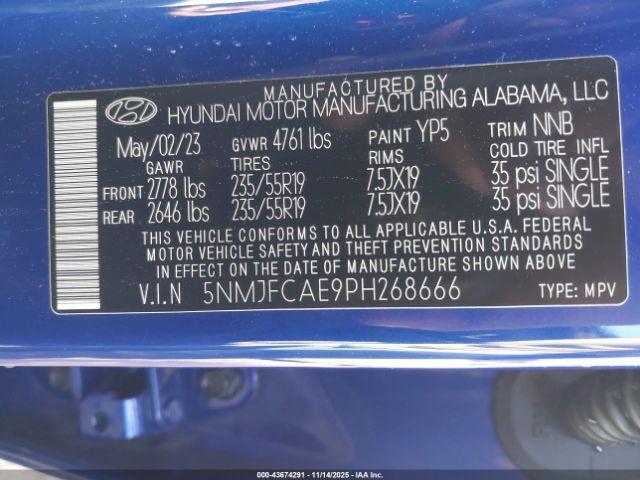 MANUFACTURED BY
HYUNDAI MOTOR MANUFACTURING ALABAMA, LLC
May/02/23 GVWR 4761 lbs PAINT YP5 TRIM NNB
GAWR TIRES RIMS COLD TIRE INFL
FRONT 2778 lbs 235/55R19 7.5JX19 35 psi SINGLE
REAR 2646 lbs 235/55R19 7.5JX19 35 psi SINGLE
THIS VEHICLE CONFORMS TO ALL APPLICABLE U.S.A. FEDERAL
MOTOR VEHICLE SAFETY AND THEFT PREVENTION STANDARDS
IN EFFECT ON THE DATE OF MANUFACTURE SHOWN ABOVE
V.I.N 5NMJFCAE9PH268666 TYPE: MPV
000-43674291 - 11/14/2025 - IAAI.COM